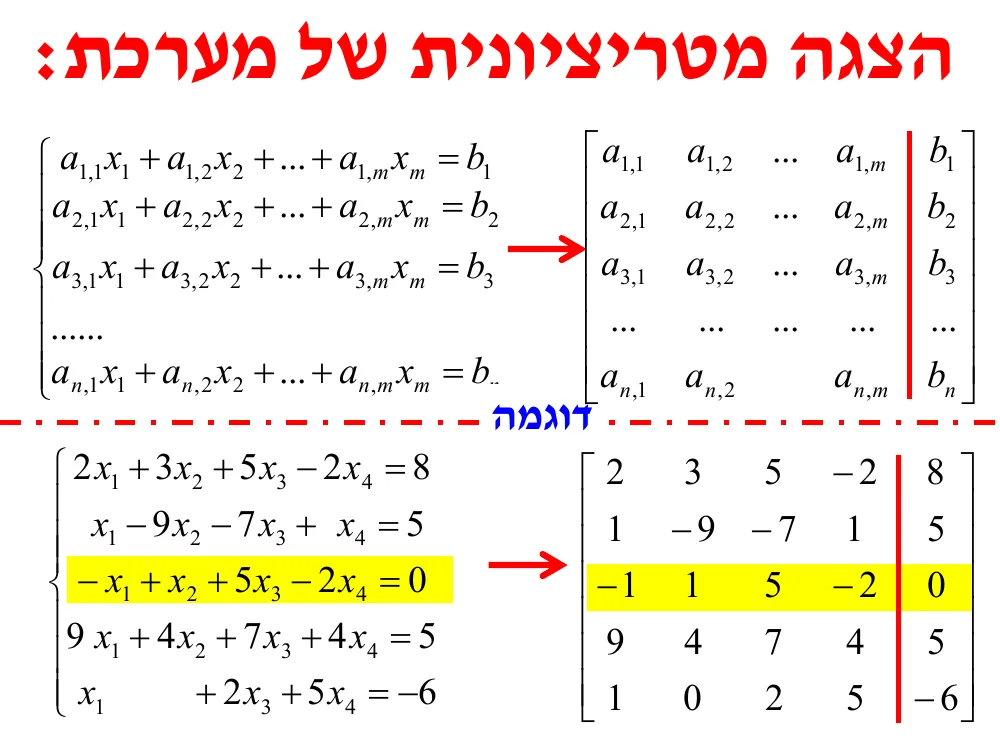 הצגה מטריציונית של מערכת:
a1,1x1 + a1,2x2 + ... + a1,mxm = b1
a2,1x1 + a2,2x2 + ... + a2,mxm = b2
a3,1x1 + a3,2x2 + ... + a3,mxm = b3
......
an,1x1 + an,2x2 + ... + an,mxm = b
a1,1 a1,2 ... a1,m b1
a2,1 a2,2 ... a2,m b2
a3,1 a3,2 ... a3,m b3
... ... ... ... ...
an,1 an,2 an,m bn
דוגמה
2x1 + 3x2 + 5x3 − 2x4 = 8
x1 − 9x2 − 7x3 + x4 = 5
− x1 + x2 + 5x3 − 2x4 = 0
9 x1 + 4x2 + 7x3 + 4x4 = 5
x1 + 2x3 + 5x4 = −6
2 3 5 −2 8
1 −9 −7 1 5
−1 1 5 −2 0
9 4 7 4 5
1 0 2 5 −6